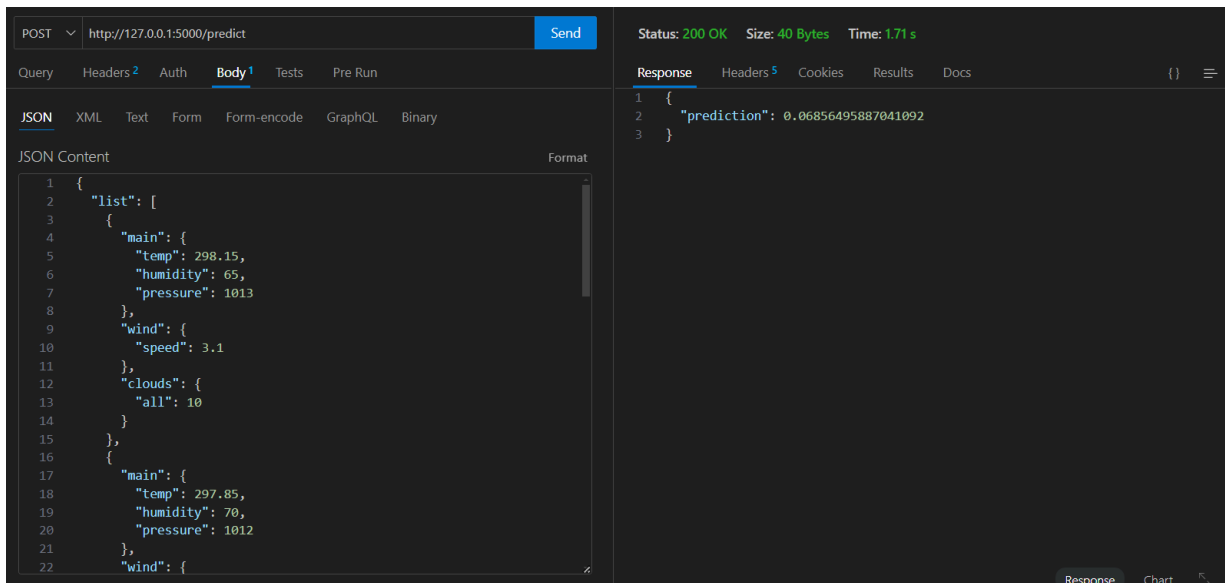 POST http://127.0.0.1:5000/predict Send
Query Headers 2 Auth Body 1 Tests Pre Run
JSON XML Text Form Form-encode GraphQL Binary
JSON Content Format
1 {
2 "list": [
3 {
4 "main": {
5 "temp": 298.15,
6 "humidity": 65,
7 "pressure": 1013
8 },
9 "wind": {
10 "speed": 3.1
11 },
12 "clouds": {
13 "all": 10
14 }
15 },
16 {
17 "main": {
18 "temp": 297.85,
19 "humidity": 70,
20 "pressure": 1012
21 },
22 "wind": {
Status: 200 OK Size: 40 Bytes Time: 1.71 s
Response Headers 5 Cookies Results Docs {}
1 {
2 "prediction": 0.06856495887041092
3 }
Response Chart